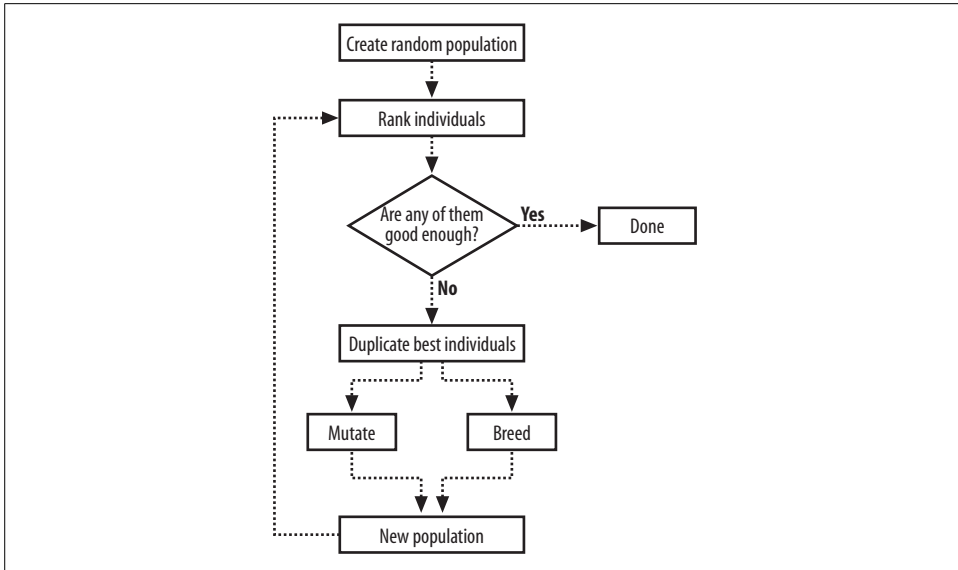 Create random population
Rank individuals
Are any of them
good enough?
Yes
Done
No
Duplicate best individuals
Mutate
Breed
New population